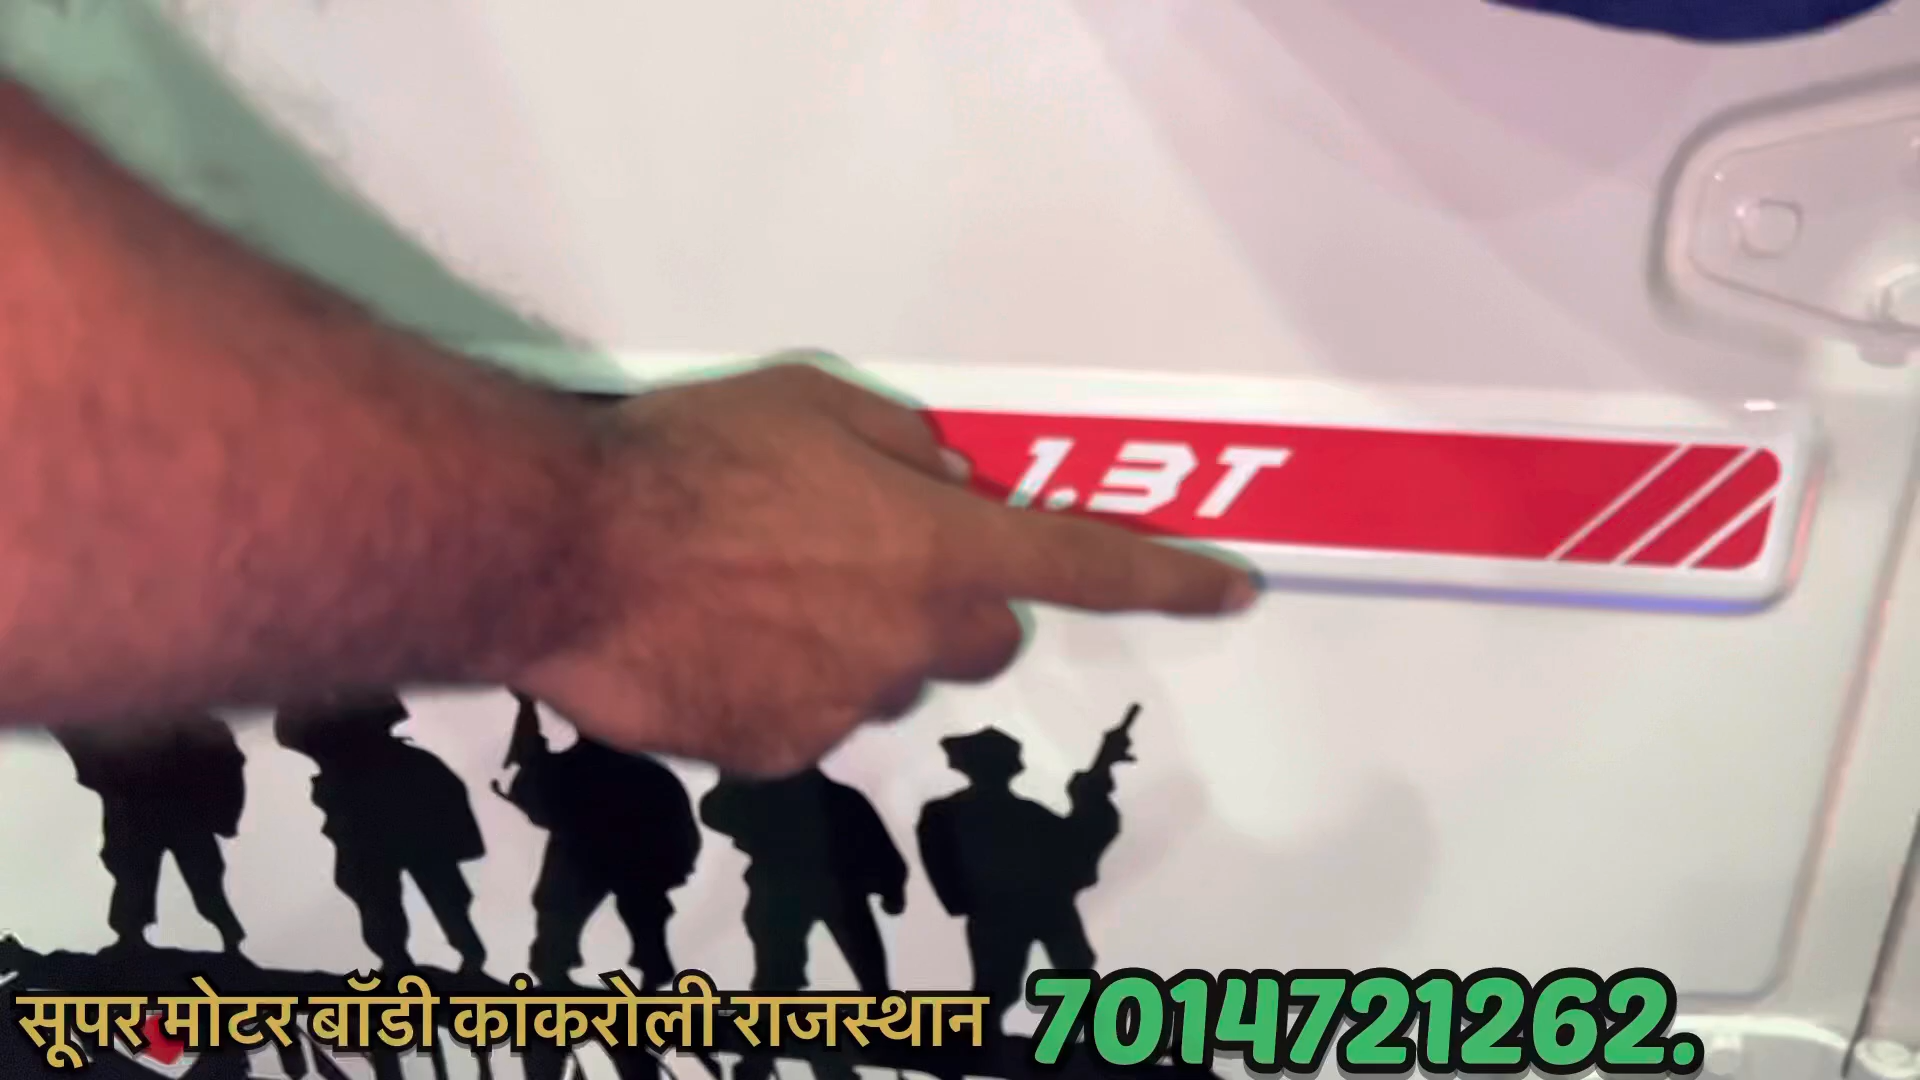 1.3T
सूपर मोटर बॉडी कांकरोली राजस्थान 7014721262.